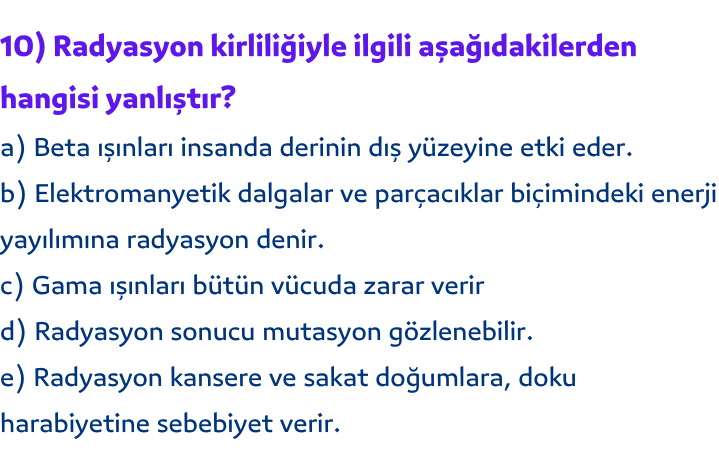 10) Radyasyon kirliliğiyle ilgili aşağıdakilerden
hangisi yanlıştır?
a) Beta ışınları insanda derinin dış yüzeyine etki eder.
b) Elektromanyetik dalgalar ve parçacıklar biçimindeki enerji
yayılımına radyasyon denir.
c) Gama ışınları bütün vücuda zarar verir
d) Radyasyon sonucu mutasyon gözlenebilir.
e) Radyasyon kansere ve sakat doğumlara, doku
harabiyetine sebebiyet verir.